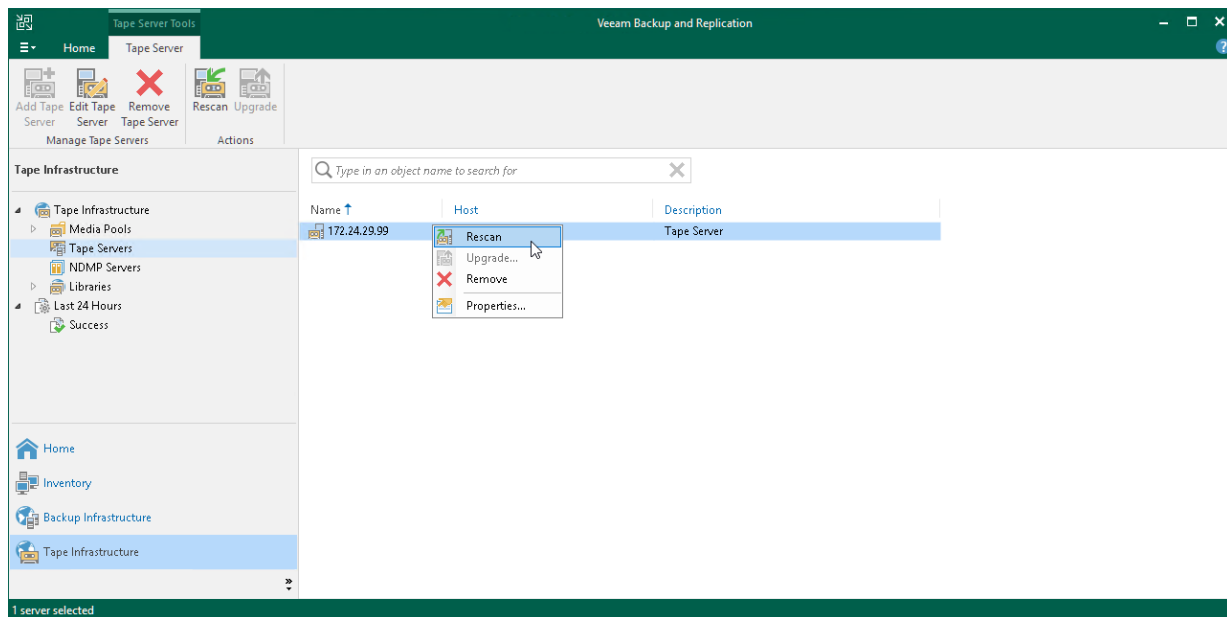 Tape Server Tools
Veeam Backup and Replication
Home Tape Server
Add Tape Server
Edit Tape Server
Remove Tape Server
Rescan
Upgrade
Manage Tape Servers
Actions
Tape Infrastructure
Type in an object name to search for
Tape Infrastructure
Media Pools
Tape Servers
NDMP Servers
Libraries
Last 24 Hours
Success
Name Host Description
172.24.29.99 Tape Server
Rescan
Upgrade...
Remove
Properties...
Home
Inventory
Backup Infrastructure
Tape Infrastructure
1 server selected